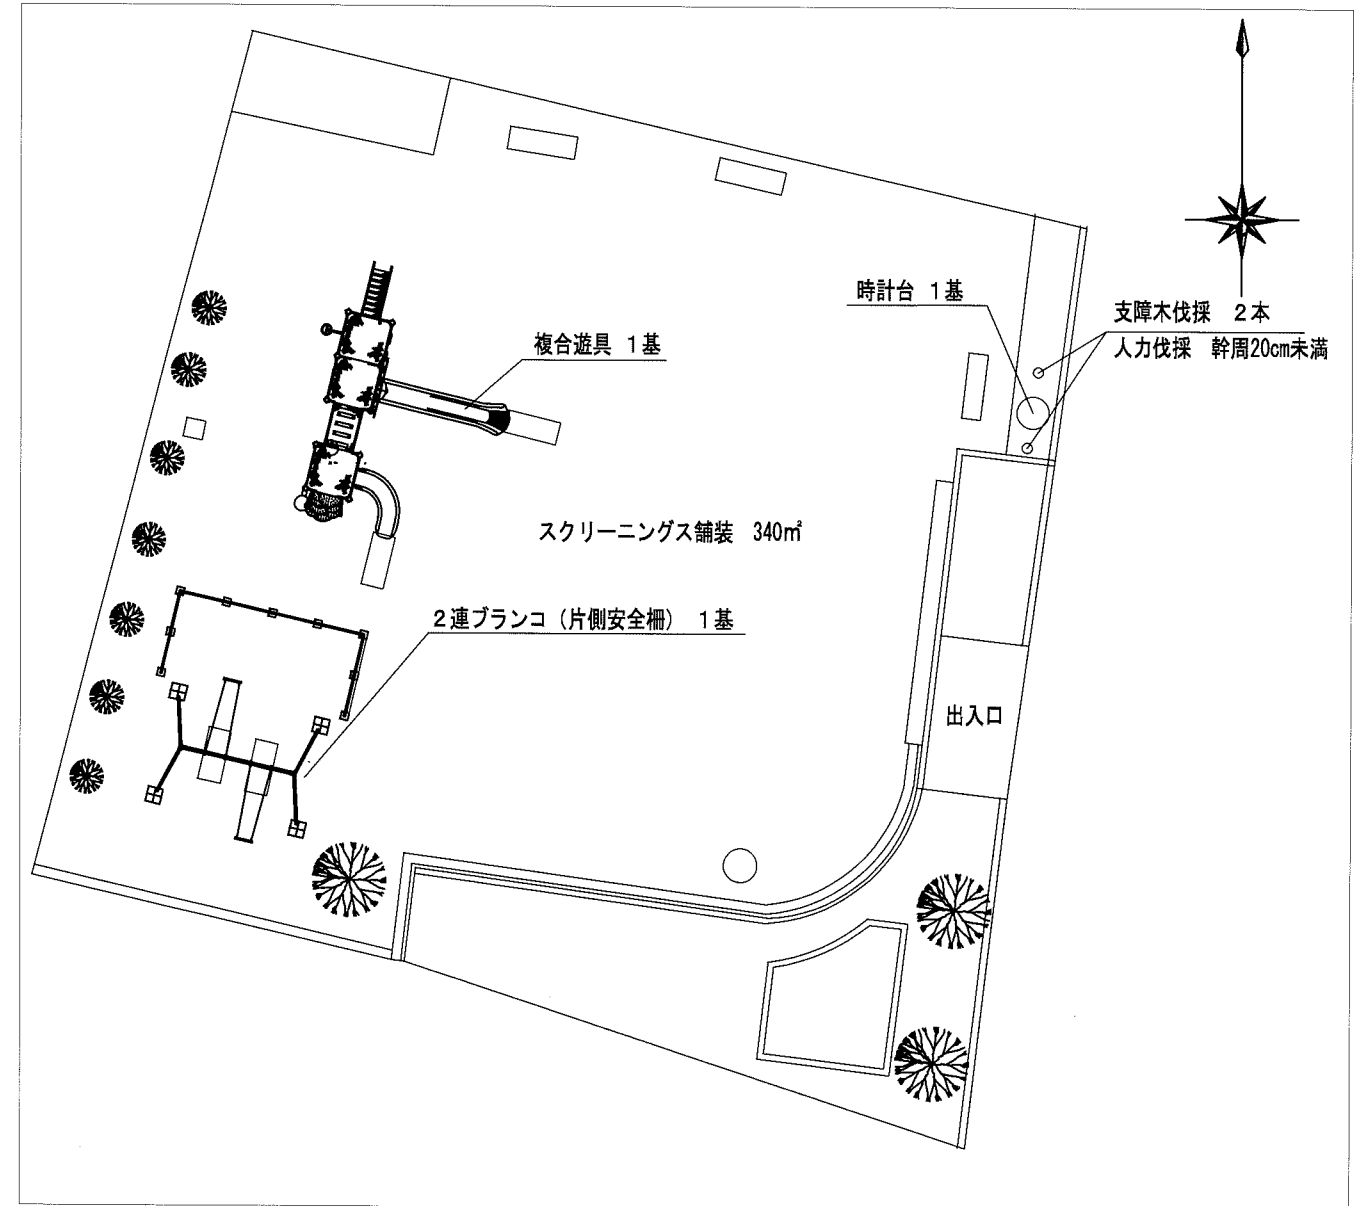 時計台 1基
支障木伐採 2本
人力伐採 幹周20cm未満
複合遊具 1基
スクリーニングス舗装 340㎡
2連ブランコ(片側安全柵) 1基
出入口